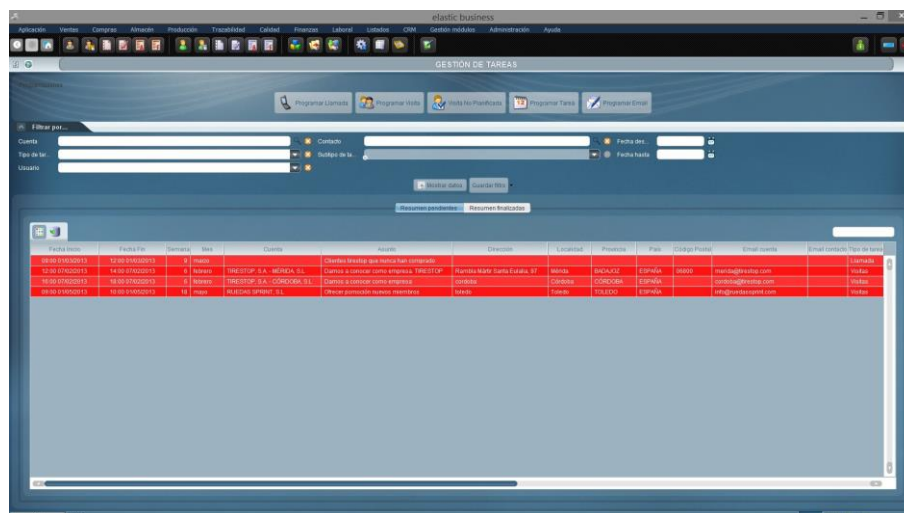 elastic business
Aplicación Ventas Compras Almacén Producción Trazabilidad Calidad Finanzas Laboral Listados CRM Gestión módulos Administración Ayuda
GESTIÓN DE TAREAS
Programar Llamada Programar Visita Visita No Planificada Programar Tarea Programar Email
Filtrar por...
Cuenta Contacto Fecha des...
Tipo de tar... Subtipo de ta... Fecha hasta
Usuario
Mostrar datos Guardar filtro
Resumen pendientes Resumen finalizadas
Fecha Inicio Fecha Fin Semana Mes Cuenta Asunto Dirección Localidad Provincia País Código Postal Email cuenta Email contacto Tipo de tarea
09:00 01/03/2013 12:00 01/03/2013 9 marzo Clientes tirestop que nunca han comprado Llamada
10:00 07/02/2013 14:00 07/02/2013 6 febrero TIRESTOP, S.A. - MÉRIDA, S.L. Darnos a conocer como empresa TIRESTOP Rambla Mártir Santa Eulalia, 97 Mérida BADAJOZ ESPAÑA 06800 merida@tirestop.com Visitas
16:00 07/02/2013 18:00 07/02/2013 6 febrero TIRESTOP, S.A. - CÓRDOBA, S.L. Darnos a conocer como empresa cordoba Córdoba CÓRDOBA ESPAÑA cordoba@tirestop.com Visitas
09:00 01/05/2013 10:00 01/05/2013 18 mayo RUEDAS SPRINT, S.L. Ofrecer promoción nuevos miembros toledo Toledo TOLEDO ESPAÑA info@ruedassprint.com Visitas